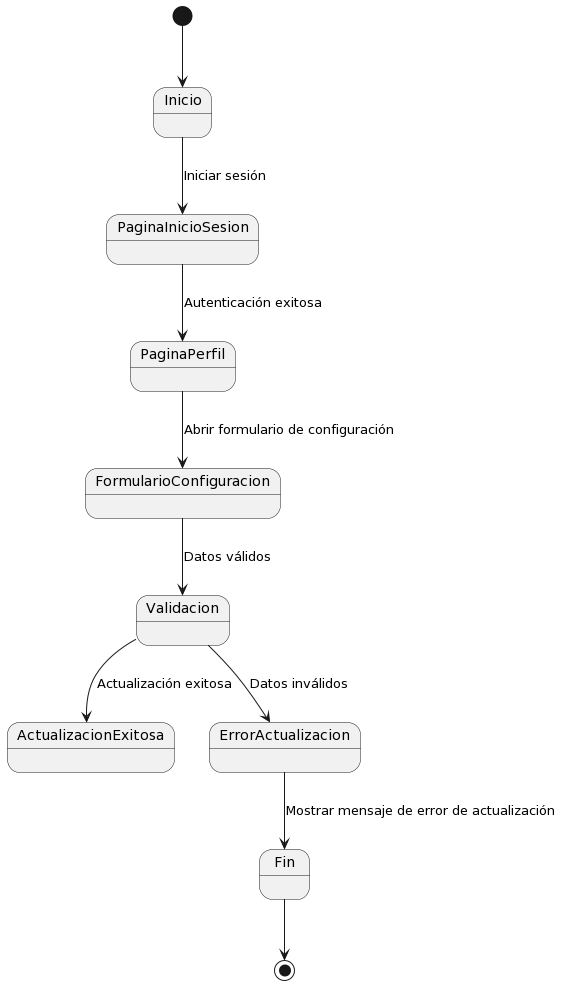 Inicio
Iniciar sesión
PaginaInicioSesion
Autenticación exitosa
PaginaPerfil
Abrir formulario de configuración
FormularioConfiguracion
Datos válidos
Validacion
Actualización exitosa
Datos inválidos
ActualizacionExitosa
ErrorActualizacion
Mostrar mensaje de error de actualización
Fin